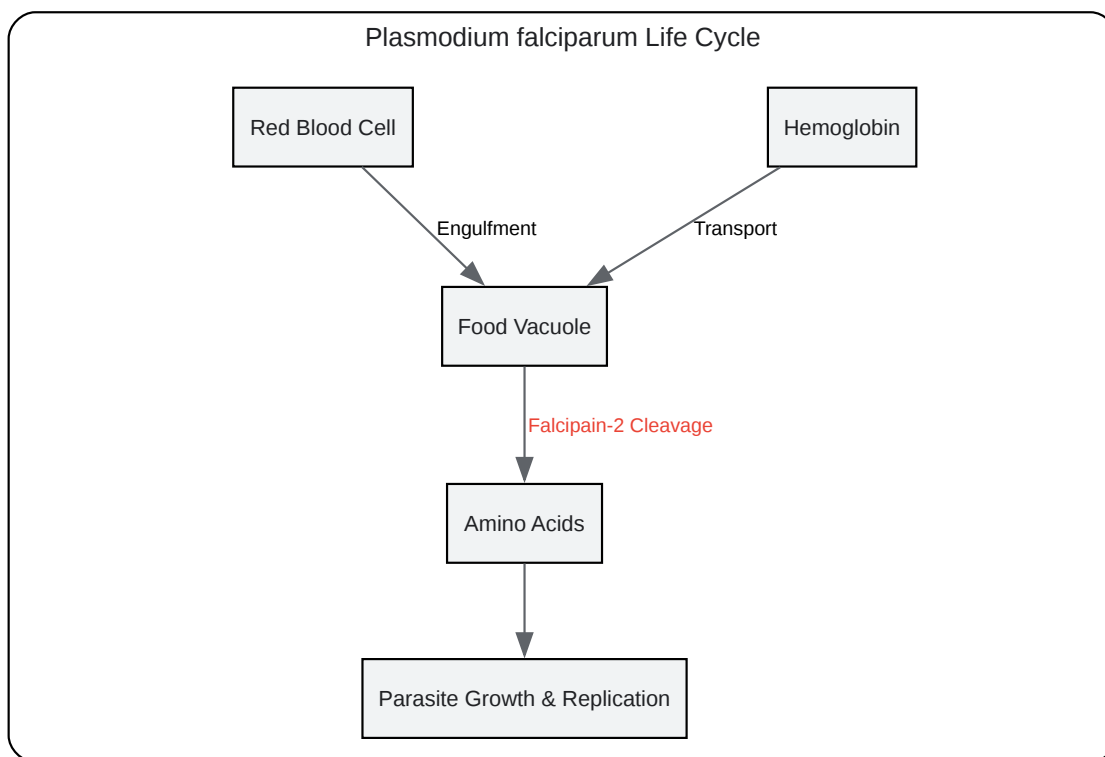 Plasmodium falciparum Life Cycle
Red Blood Cell
Hemoglobin
Engulfment
Transport
Food Vacuole
Falcipain-2 Cleavage
Amino Acids
Parasite Growth & Replication